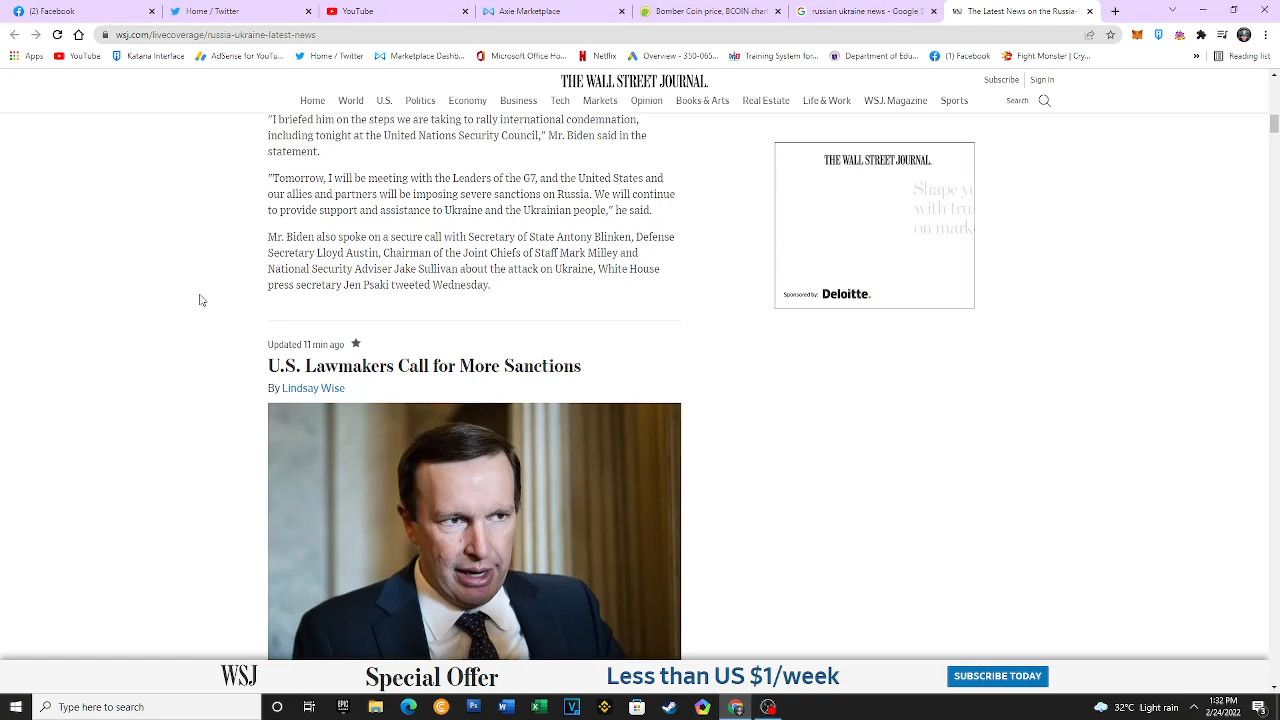 (2) Facebook
Home / Twitter
YouTube
Axie Marketplace
Bomber Coin price, BCOIN c
russian ukraine news - Google S
The Latest News on the Russia-
wsj.com/livecoverage/russia-ukraine-latest-news
Apps
YouTube
Ketana Interface
AdSense for YouTu...
Home / Twitter
Marketplace Dashb...
Microsoft Office Ho...
Netflix
Overview - 350-065...
Training System for...
Department of Edu...
(1) Facebook
Fight Monster | Cry...
»
Reading list
THE WALL STREET JOURNAL.
Subscribe
Sign In
Home World U.S. Politics Economy Business Tech Markets Opinion Books & Arts Real Estate Life & Work WSJ. Magazine Sports
Search
"I briefed him on the steps we are taking to rally international condemnation,
including tonight at the United Nations Security Council," Mr. Biden said in the
statement.
"Tomorrow, I will be meeting with the Leaders of the G7, and the United States and
our allies and partners will be imposing severe sanctions on Russia. We will continue
to provide support and assistance to Ukraine and the Ukrainian people," he said.
Mr. Biden also spoke on a secure call with Secretary of State Antony Blinken, Defense
Secretary Lloyd Austin, Chairman of the Joint Chiefs of Staff Mark Milley and
National Security Adviser Jake Sullivan about the attack on Ukraine, White House
press secretary Jen Psaki tweeted Wednesday.
THE WALL STREET JOURNAL.
Shape yo
with tru
on mark
Sponsored by: Deloitte.
Updated 11 min ago
U.S. Lawmakers Call for More Sanctions
By Lindsay Wise
WSJ
Special Offer
Less than US $1/week
SUBSCRIBE TODAY
Type here to search
EPIC
32°C Light rain
1:32 PM
2/24/2022